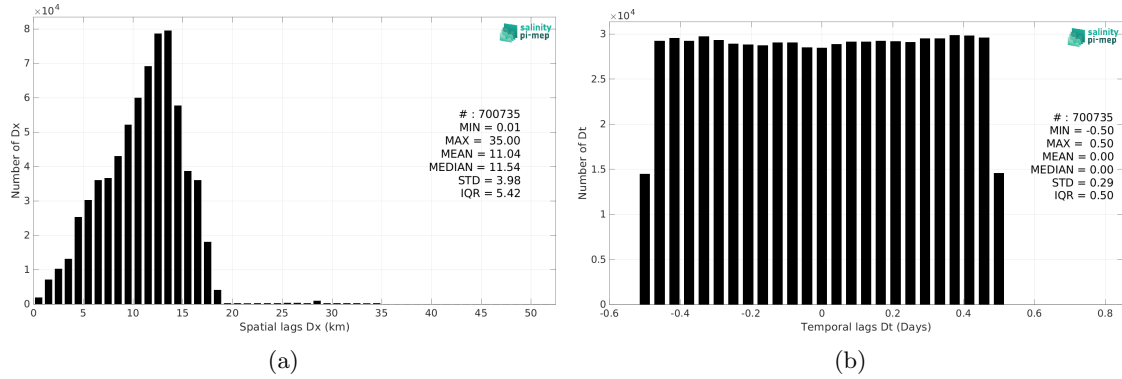 ×10⁴
8
7
6
5
4
3
2
1
0
Number of Dx
0 5 10 15 20 25 30 35 40 45 50
Spatial lags Dx (km)
salinity
pi-mep
# : 700735
MIN = 0.01
MAX = 35.00
MEAN = 11.04
MEDIAN = 11.54
STD = 3.98
IQR = 5.42
(a)
×10⁴
3
2.5
2
1.5
1
0.5
0
Number of Dt
-0.6 -0.4 -0.2 0 0.2 0.4 0.6 0.8
Temporal lags Dt (Days)
salinity
pi-mep
# : 700735
MIN = -0.50
MAX = 0.50
MEAN = 0.00
MEDIAN = 0.00
STD = 0.29
IQR = 0.50
(b)